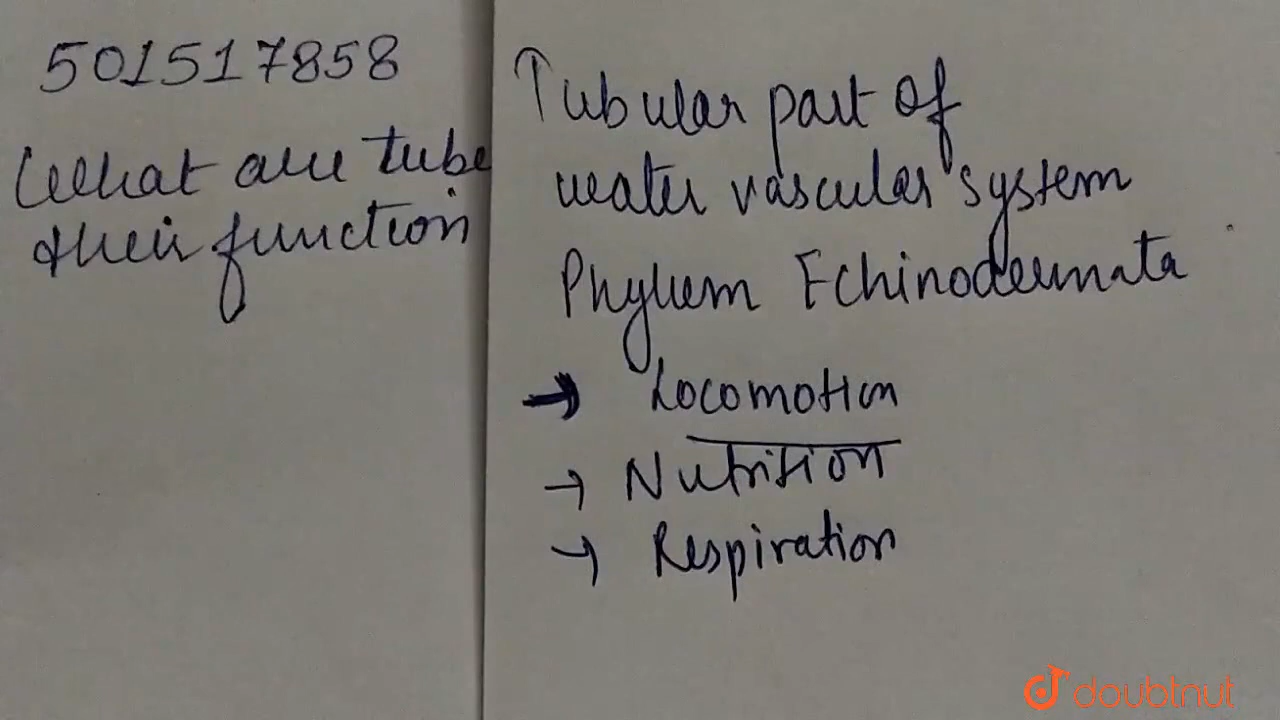 501517858
What are tube
their function
Tubular part of
water vascular system
Phylum Echinodermata
→ Locomotion
→ Nutrition
→ Respiration
doubtnut